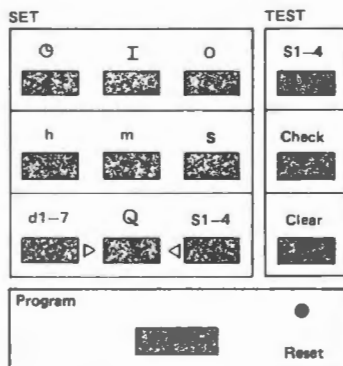 SET TEST
I O S1-4
h m s Check
d1-7 Q S1-4 Clear
Program
Reset